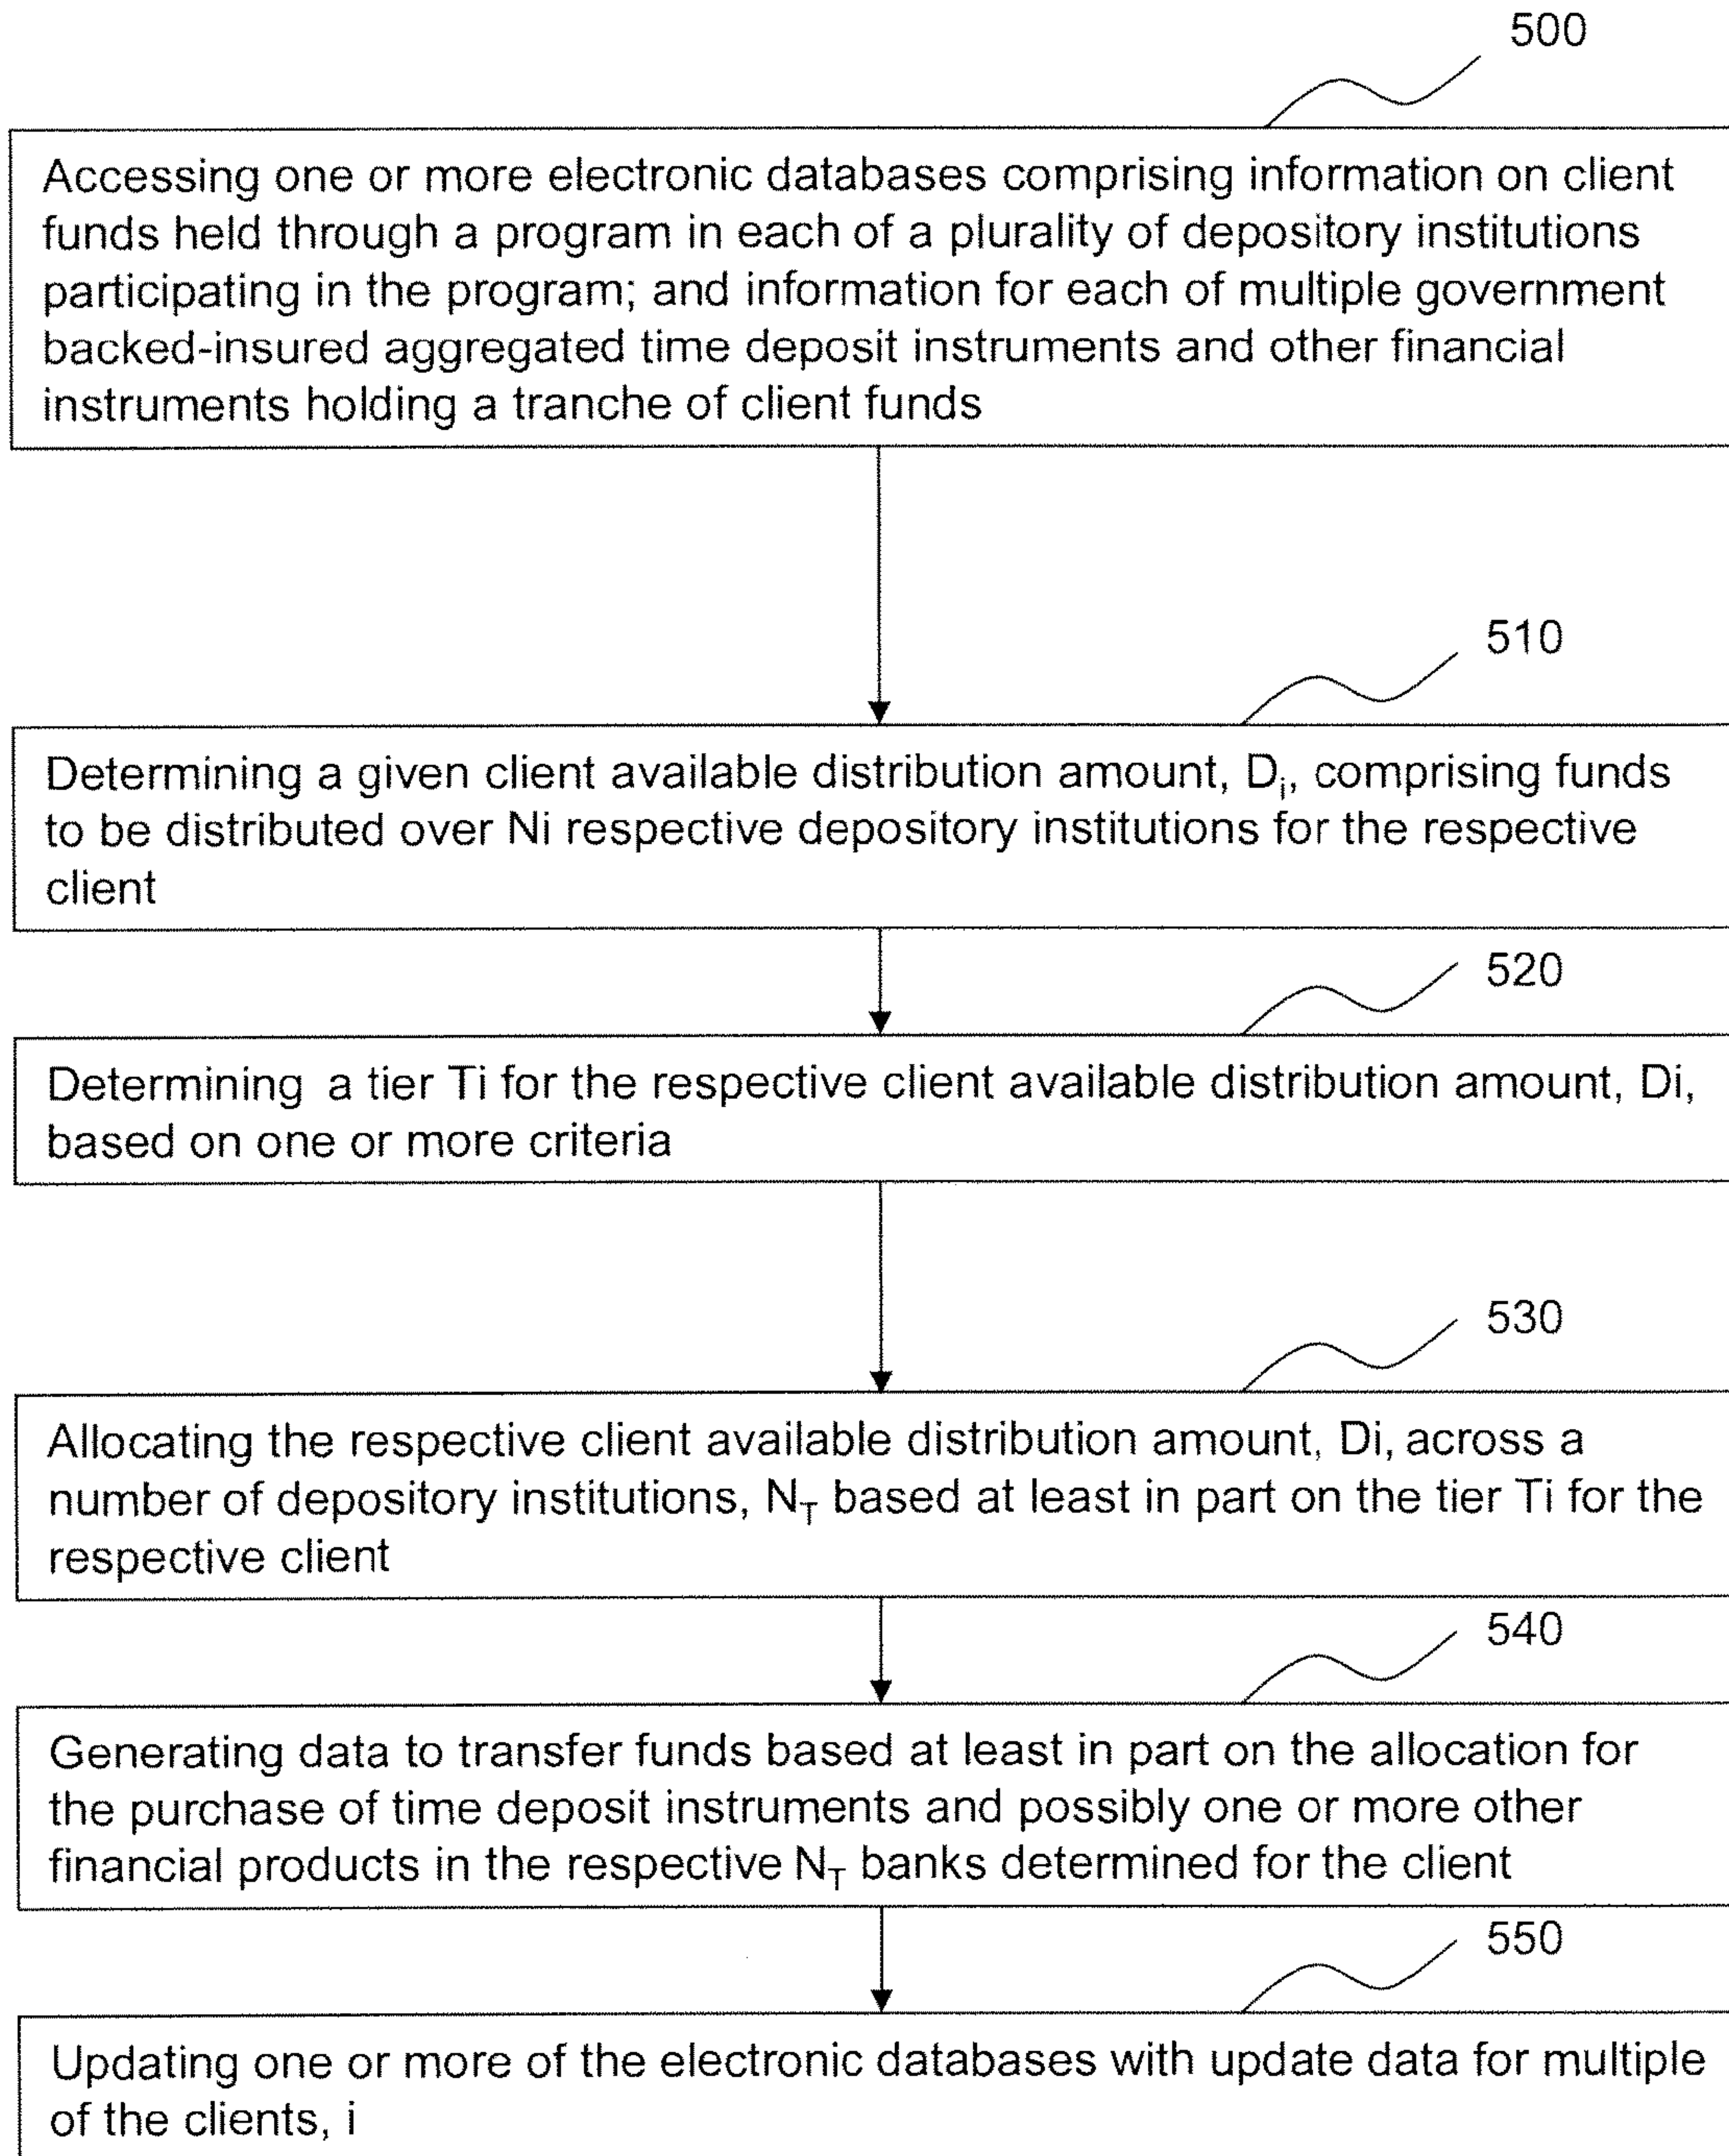 500
Accessing one or more electronic databases comprising information on client
funds held through a program in each of a plurality of depository institutions
participating in the program; and information for each of multiple government
backed-insured aggregated time deposit instruments and other financial
instruments holding a tranche of client funds
510
Determining a given client available distribution amount, Dᵢ, comprising funds
to be distributed over Ni respective depository institutions for the respective
client
520
Determining a tier Ti for the respective client available distribution amount, Di,
based on one or more criteria
530
Allocating the respective client available distribution amount, Di, across a
number of depository institutions, N_T based at least in part on the tier Ti for the
respective client
540
Generating data to transfer funds based at least in part on the allocation for
the purchase of time deposit instruments and possibly one or more other
financial products in the respective N_T banks determined for the client
550
Updating one or more of the electronic databases with update data for multiple
of the clients, i